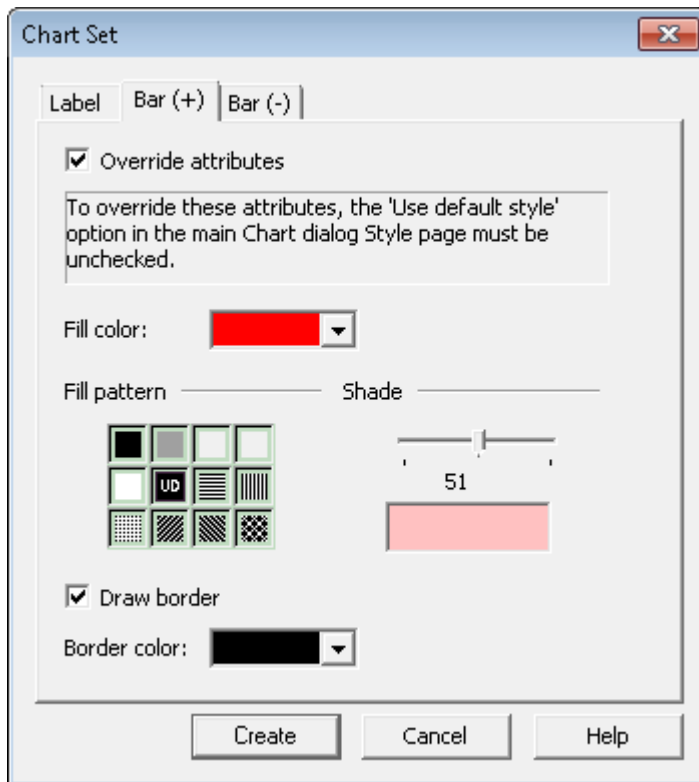 Chart Set
Label Bar (+) Bar (-)
Override attributes
To override these attributes, the 'Use default style'
option in the main Chart dialog Style page must be
unchecked.
Fill color:
Fill pattern Shade
UD
51
Draw border
Border color:
Create Cancel Help